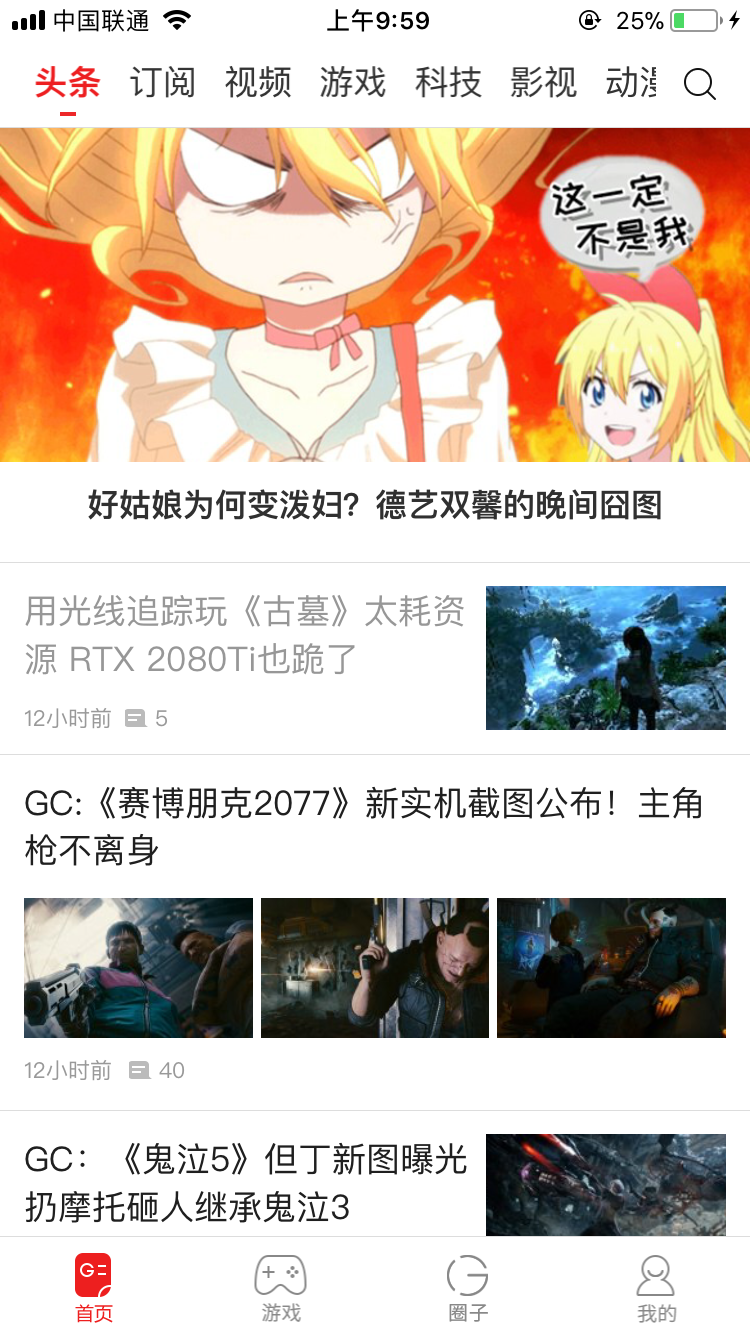 中国联通
上午9:59
25%
头条 订阅 视频 游戏 科技 影视 动漫
这一定
不是我
好姑娘为何变泼妇？德艺双馨的晚间囧图
用光线追踪玩《古墓》太耗资
源 RTX 2080Ti也跪了
12小时前 5
GC:《赛博朋克2077》新实机截图公布！主角
枪不离身
12小时前 40
GC：《鬼泣5》但丁新图曝光
扔摩托砸人继承鬼泣3
首页 游戏 圈子 我的